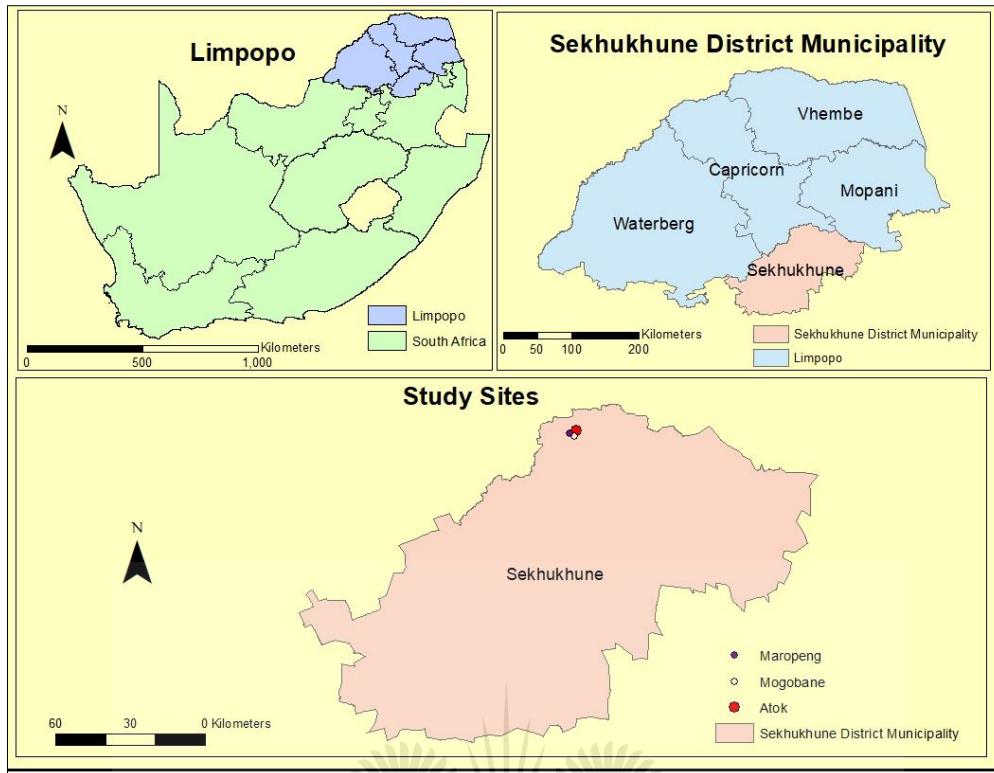 Limpopo
N
Limpopo
South Africa
Kilometers
0 500 1,000
Sekhukhune District Municipality
Vhembe
Capricorn
Mopani
Waterberg
Sekhukhune
Kilometers
0 50 100 200
Sekhukhune District Municipality
Limpopo
Study Sites
N
Sekhukhune
Maropeng
Mogobane
Atok
Sekhukhune District Municipality
60 30 0 Kilometers